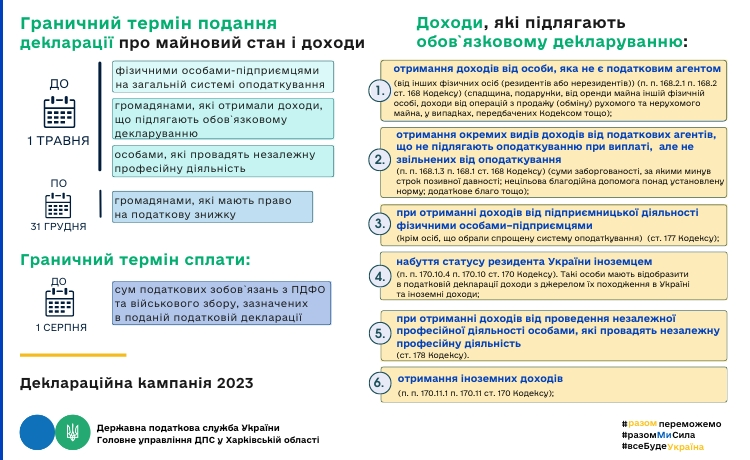 Граничний термін подання
декларації про майновий стан і доходи
ДО
1 ТРАВНЯ
фізичними особами-підприємцями
на загальній системі оподаткування
громадянами, які отримали доходи,
що підлягають обов`язковому
декларуванню
особами, які провадять незалежну
професійну діяльність
ПО
31 ГРУДНЯ
громадянами, які мають право
на податкову знижку
Граничний термін сплати:
ДО
1 СЕРПНЯ
сум податкових зобов`язань з ПДФО
та військового збору, зазначених
в поданій податковій декларації
Деклараційна кампанія 2023
Державна податкова служба України
Головне управління ДПС у Харківській області
Доходи, які підлягають
обов`язковому декларуванню:
1.
отримання доходів від особи, яка не є податковим агентом
(від інших фізичних осіб (резидентів або нерезидентів)) (п. п. 168.2.1 п. 168.2
ст. 168 Кодексу) (спадщина, подарунки, від оренди майна іншій фізичній
особі, доходи від операцій з продажу (обміну) рухомого та нерухомого
майна, у випадках, передбачених Кодексом тощо);
2.
отримання окремих видів доходів від податкових агентів,
що не підлягають оподаткуванню при виплаті, але не
звільнених від оподаткування
(п. п. 168.1.3 п. 168.1 ст. 168 Кодексу) (суми заборгованості, за якими минув
строк позивної давності; нецільова благодійна допомога понад установлену
норму; додаткове благо тощо);
3.
при отриманні доходів від підприємницької діяльності
фізичними особами–підприємцями
(крім осіб, що обрали спрощену систему оподаткування) (ст. 177 Кодексу);
4.
набуття статусу резидента України іноземцем
(п. п. 170.10.4 п. 170.10 ст. 170 Кодексу). Такі особи мають відобразити
в податковій декларації доходи з джерелом їх походження в Україні
та іноземні доходи;
5.
при отриманні доходів від проведення незалежної
професійної діяльності особами, які провадять незалежну
професійну діяльність
(ст. 178 Кодексу).
6.
отримання іноземних доходів
(п. п. 170.11.1 п. 170.11 ст. 170 Кодексу);
#разом переможемо
#разомМиСила
#всеБудеУкраїна